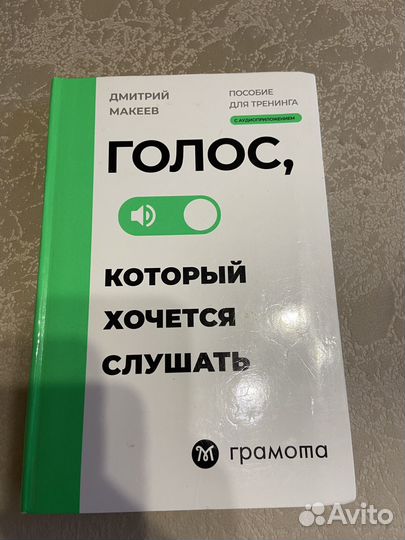 ДМИТРИЙ
МАКЕЕВ
ПОСОБИЕ
ДЛЯ ТРЕНИНГА
С АУДИОПРИЛОЖЕНИЕМ
ГОЛОС,
КОТОРЫЙ
ХОЧЕТСЯ
СЛУШАТЬ
грамота
Avito